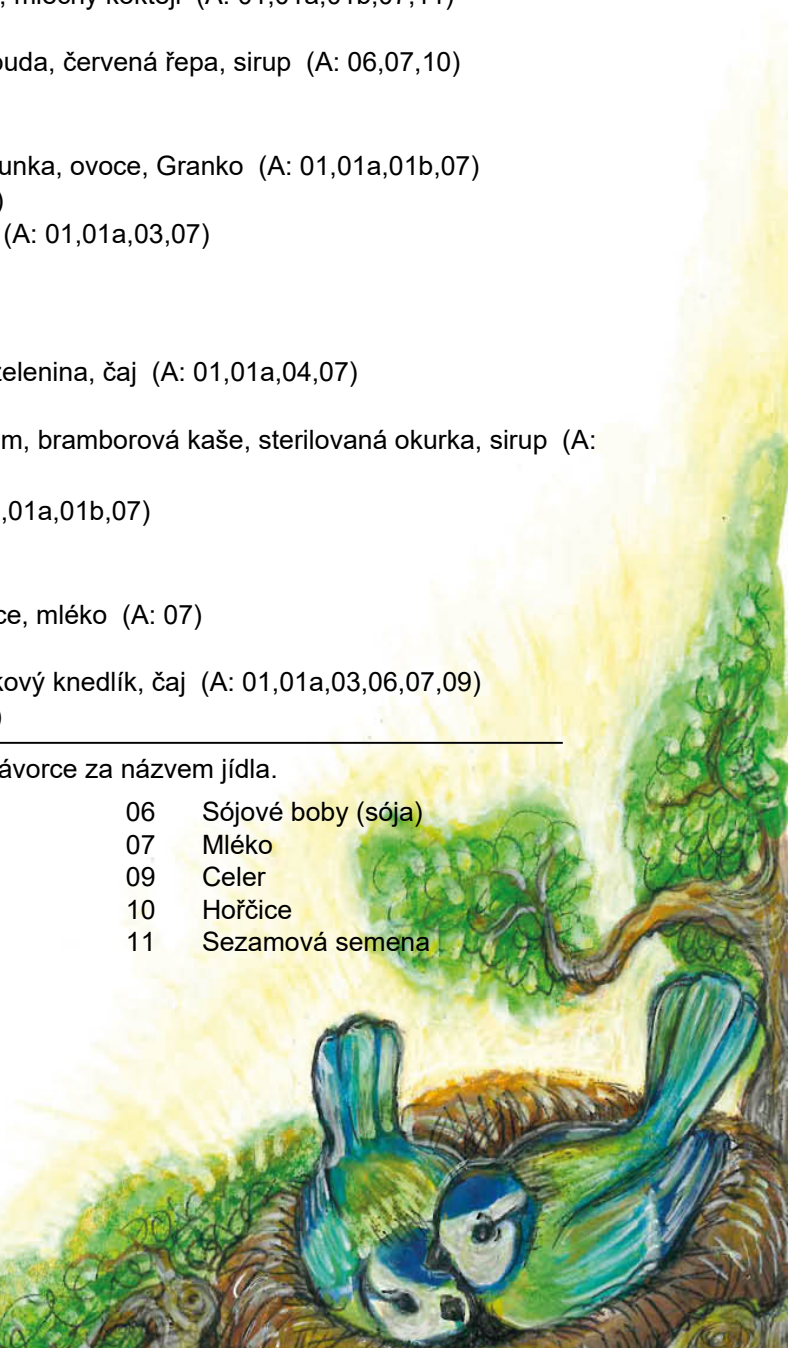 , mléčný koktejl (A: 01,01a,01b,07,11)
ouda, červená řepa, sirup (A: 06,07,10)
unka, ovoce, Granko (A: 01,01a,01b,07)
)
(A: 01,01a,03,07)
zelenina, čaj (A: 01,01a,04,07)
m, bramborová kaše, sterilovaná okurka, sirup (A:
,01a,01b,07)
ce, mléko (A: 07)
kový knedlík, čaj (A: 01,01a,03,06,07,09)
)
ávorce za názvem jídla.
06 Sójové boby (sója)
07 Mléko
09 Celer
10 Hořčice
11 Sezamová semena